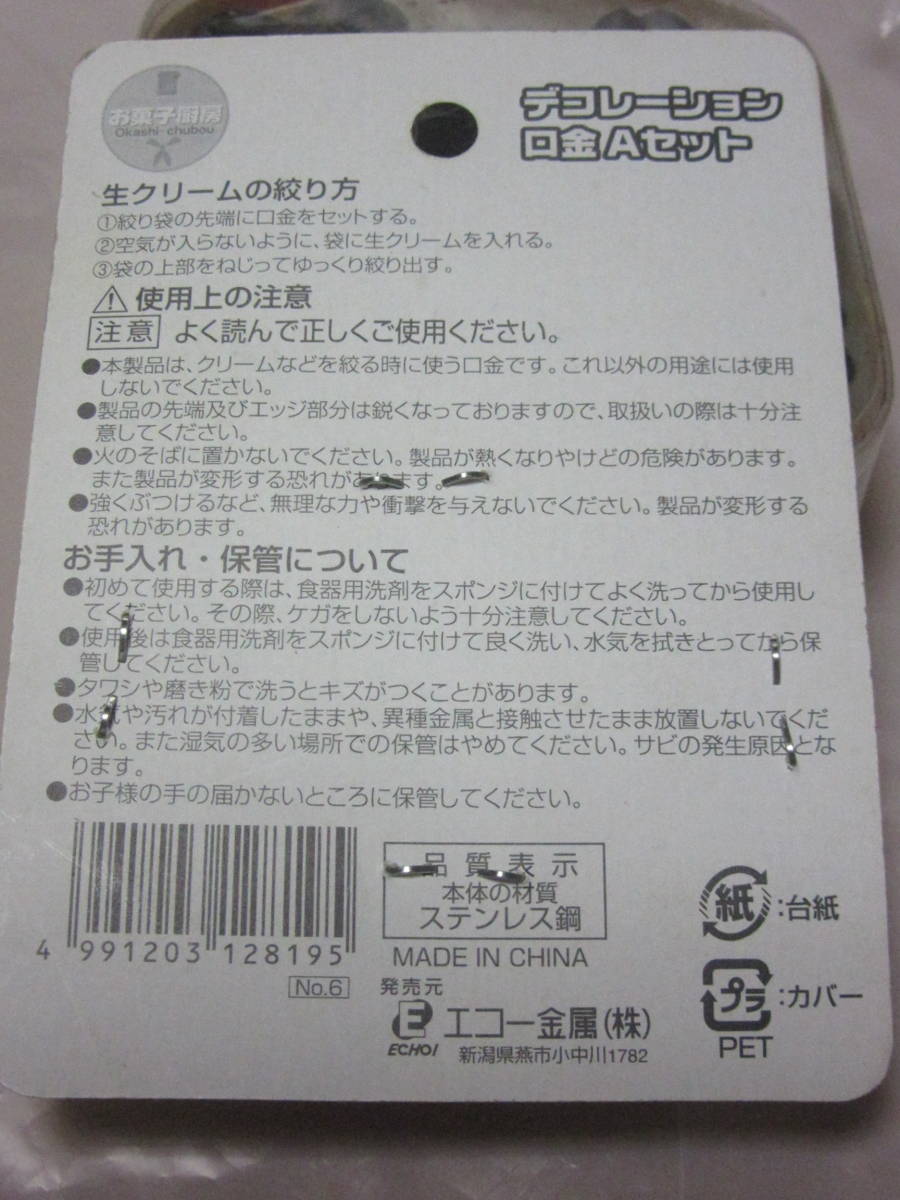 お菓子厨房
Okashi-chubou
デコレーション
口金Aセット
生クリームの絞り方
①絞り袋の先端に口金をセットする。
②空気が入らないように、袋に生クリームを入れる。
③袋の上部をねじってゆっくり絞り出す。
⚠使用上の注意
注意 よく読んで正しくご使用ください。
●本製品は、クリームなどを絞る時に使う口金です。これ以外の用途には使用
しないでください。
●製品の先端及びエッジ部分は鋭くなっておりますので、取扱いの際は十分注
意してください。
●火のそばに置かないでください。製品が熱くなりやけどの危険があります。
また製品が変形する恐れがあります。
●強くぶつけるなど、無理な力や衝撃を与えないでください。製品が変形する
恐れがあります。
お手入れ・保管について
●初めて使用する際は、食器用洗剤をスポンジに付けてよく洗ってから使用し
てください。その際、ケガをしないよう十分注意してください。
●使用後は食器用洗剤をスポンジに付けて良く洗い、水気を拭きとってから保
管してください。
●タワシや磨き粉で洗うとキズがつくことがあります。
●水気や汚れが付着したままや、異種金属と接触させたまま放置しないでくだ
さい。また湿気の多い場所での保管はやめてください。サビの発生原因とな
ります。
●お子様の手の届かないところに保管してください。
4 991203 128195
No.6
品質表示
本体の材質
ステンレス鋼
MADE IN CHINA
発売元
E エコー金属(株)
ECHO! 新潟県燕市小中川1782
紙:台紙
プラ:カバー
PET